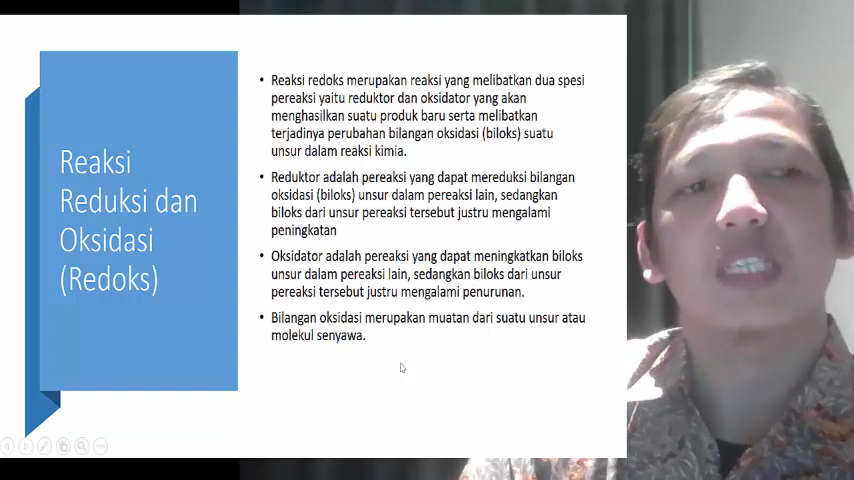 Reaksi
Reduksi dan
Oksidasi
(Redoks)
• Reaksi redoks merupakan reaksi yang melibatkan dua spesi
pereaksi yaitu reduktor dan oksidator yang akan
menghasilkan suatu produk baru serta melibatkan
terjadinya perubahan bilangan oksidasi (biloks) suatu
unsur dalam reaksi kimia.
• Reduktor adalah pereaksi yang dapat mereduksi bilangan
oksidasi (biloks) unsur dalam pereaksi lain, sedangkan
biloks dari unsur pereaksi tersebut justru mengalami
peningkatan
• Oksidator adalah pereaksi yang dapat meningkatkan biloks
unsur dalam pereaksi lain, sedangkan biloks dari unsur
pereaksi tersebut justru mengalami penurunan.
• Bilangan oksidasi merupakan muatan dari suatu unsur atau
molekul senyawa.